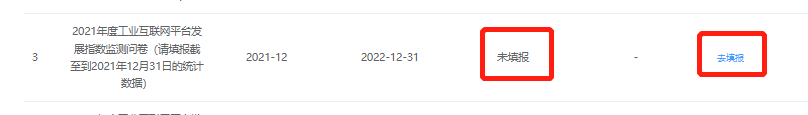 2021年度工业互联网平台发
3 展指数监测问卷（请填报截 2021-12 2022-12-31 未填报 - 去填报
至到2021年12月31日的统计
数据）